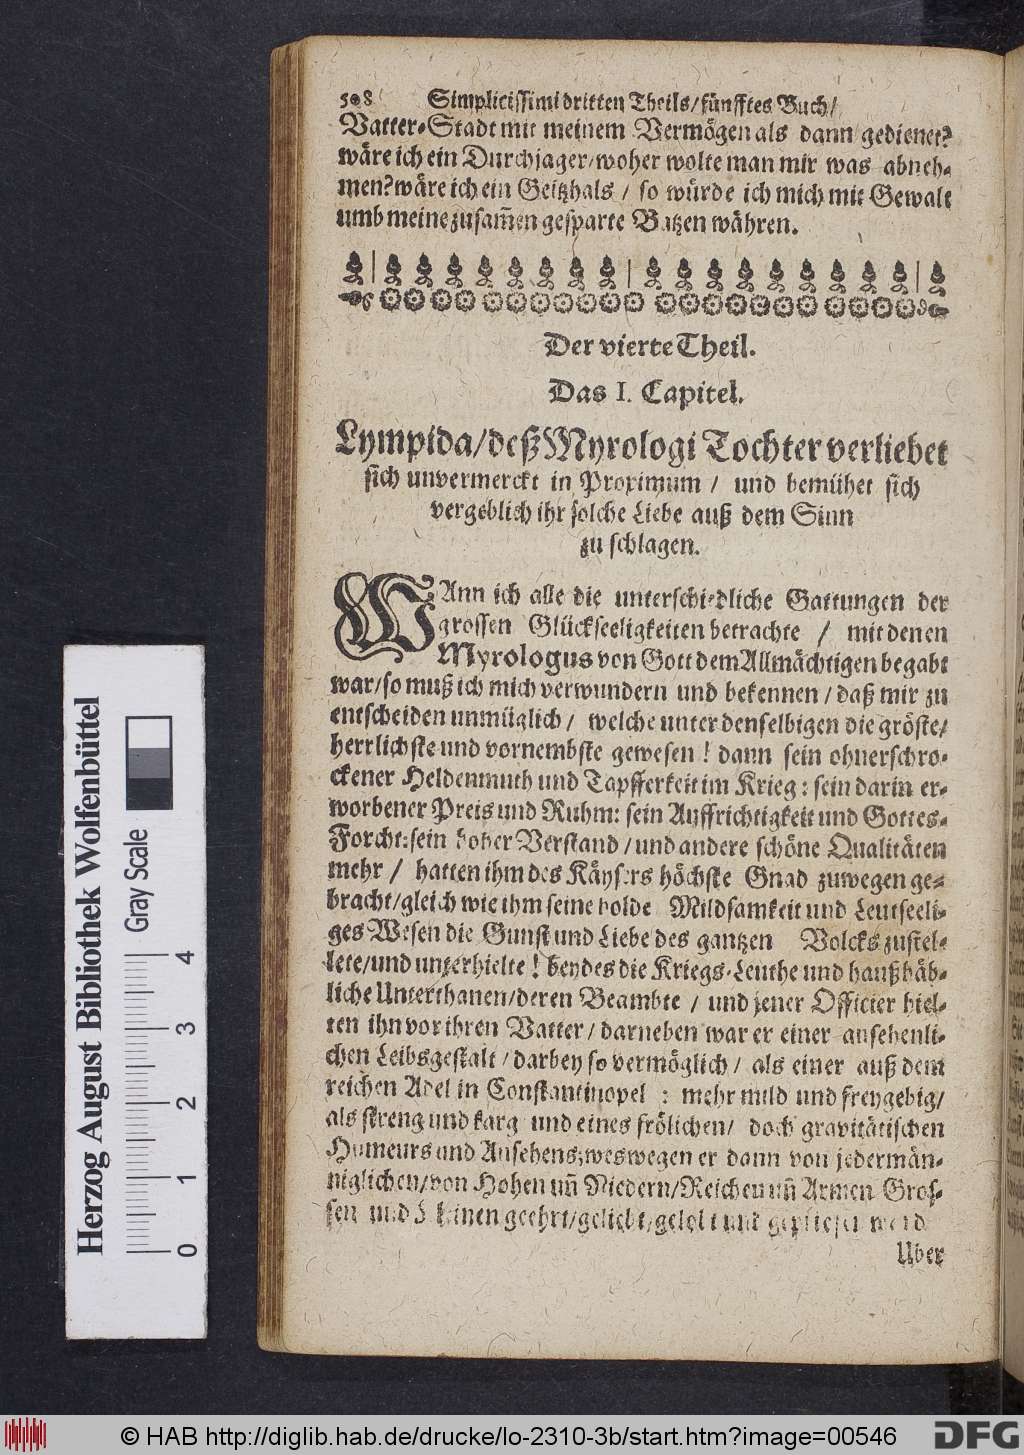 508 Simplicissimi dritten Theils/ fünfftes Buch/
Vatter-Stadt mit meinem Vermögen als dann gedienet?
wäre ich ein Durchjager/ woher wolte man mir was abneh-
men? wäre ich ein Geitzhals / so würde ich mich mit Gewalt
umb meine zusam̃en gesparte Batzen währen.
Der vierte Theil.
Das I. Capitel.
Lympida/ deß Myrologi Tochter verliebet
sich unvermerckt in Proximum / und bemühet sich
vergeblich ihr solche Liebe auß dem Sinn
zu schlagen.
WAnn ich alle die unterschiedliche Gattungen der
grossen Glückseeligkeiten betrachte / mit denen
Myrologus von Gott dem Allmächtigen begabt
war/ so muß ich mich verwundern und bekennen/ daß mir zu
entscheiden unmüglich/ welche unter denselbigen die gröste/
herrlichste und vornembste gewesen! dann sein ohnerschro-
ckener Heldenmuth und Tapfferkeit im Krieg: sein darin er-
worbener Preis und Ruhm: sein Auffrichtigkeit und Gottes-
Forcht: sein hoher Verstand/ und andere schöne Qualitäten
mehr / hatten ihm des Käysers höchste Gnad zuwegen ge-
bracht/ gleich wie ihm seine holde Mildsamkeit und Leutseeli-
ges Wesen die Gunst und Liebe des gantzen Volcks zustel-
lete/ und unterhielte! beydes die Kriegs-Leuthe und haußhäb-
liche Unterthanen/ deren Beambte / und jener Officier hiel-
ten ihn vor ihren Vatter/ darneben war er einer ansehenli-
chen Leibsgestalt/ darbey so vermöglich/ als einer auß dem
reichen Adel in Constantinopel : mehr mild und freygebig/
als streng und karg und eines frölichen/ doch gravitätischen
Humeurs und Ansehens; weswegen er dann von jedermän-
niglichen/ von Hohen uñ Niedern/ Reichen uñ Armen Gros-
sen und Kleinen geehrt/ geliebt/ gelobt und gepriesen ward
Uber
Herzog August Bibliothek Wolfenbüttel
Gray Scale
0 1 2 3 4
© HAB http://diglib.hab.de/drucke/lo-2310-3b/start.htm?image=00546
DFG